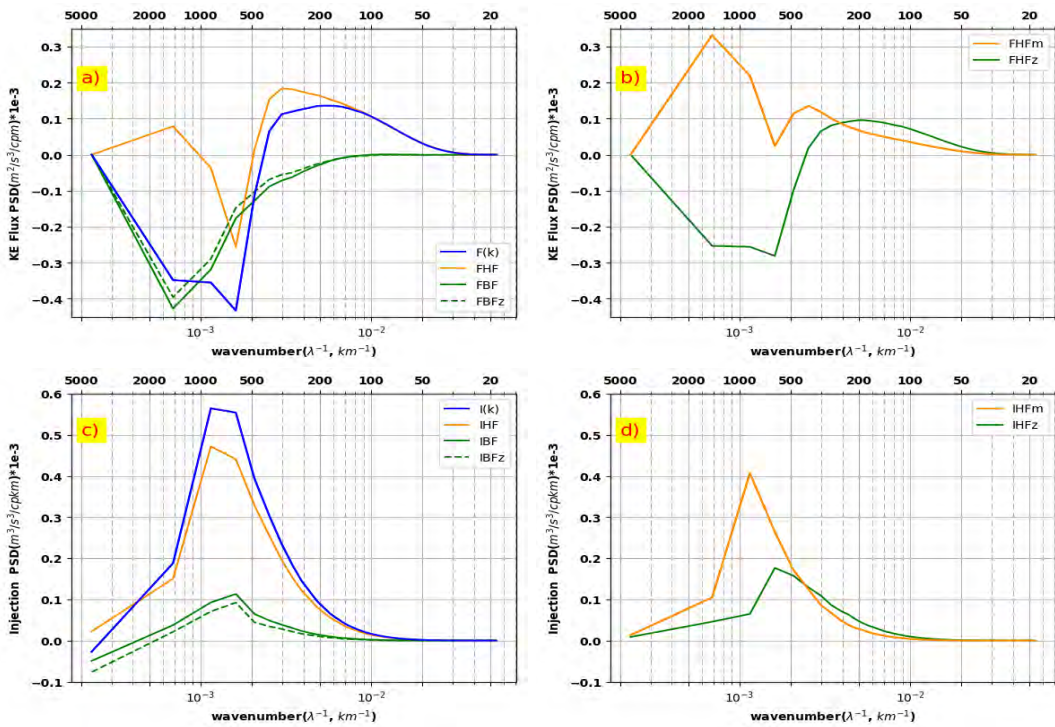 5000 2000 1000 500 200 100 50 20
a)
KE Flux PSD(m²/s³/cpm)*1e-3
0.3
0.2
0.1
0.0
−0.1
−0.2
−0.3
−0.4
F(k)
FHF
FBF
FBFz
10⁻³ 10⁻²
wavenumber(λ⁻¹, km⁻¹)
5000 2000 1000 500 200 100 50 20
b)
KE Flux PSD(m²/s³/cpm)*1e-3
0.3
0.2
0.1
0.0
−0.1
−0.2
−0.3
−0.4
FHFm
FHFz
10⁻³ 10⁻²
wavenumber(λ⁻¹, km⁻¹)
5000 2000 1000 500 200 100 50 20
c)
Injection PSD(m³/s³/cpkm)*1e-3
0.6
0.5
0.4
0.3
0.2
0.1
0.0
−0.1
I(k)
IHF
IBF
IBFz
10⁻³ 10⁻²
wavenumber(λ⁻¹, km⁻¹)
5000 2000 1000 500 200 100 50 20
d)
Injection PSD(m³/s³/cpkm)*1e-3
0.6
0.5
0.4
0.3
0.2
0.1
0.0
−0.1
IHFm
IHFz
10⁻³ 10⁻²
wavenumber(λ⁻¹, km⁻¹)